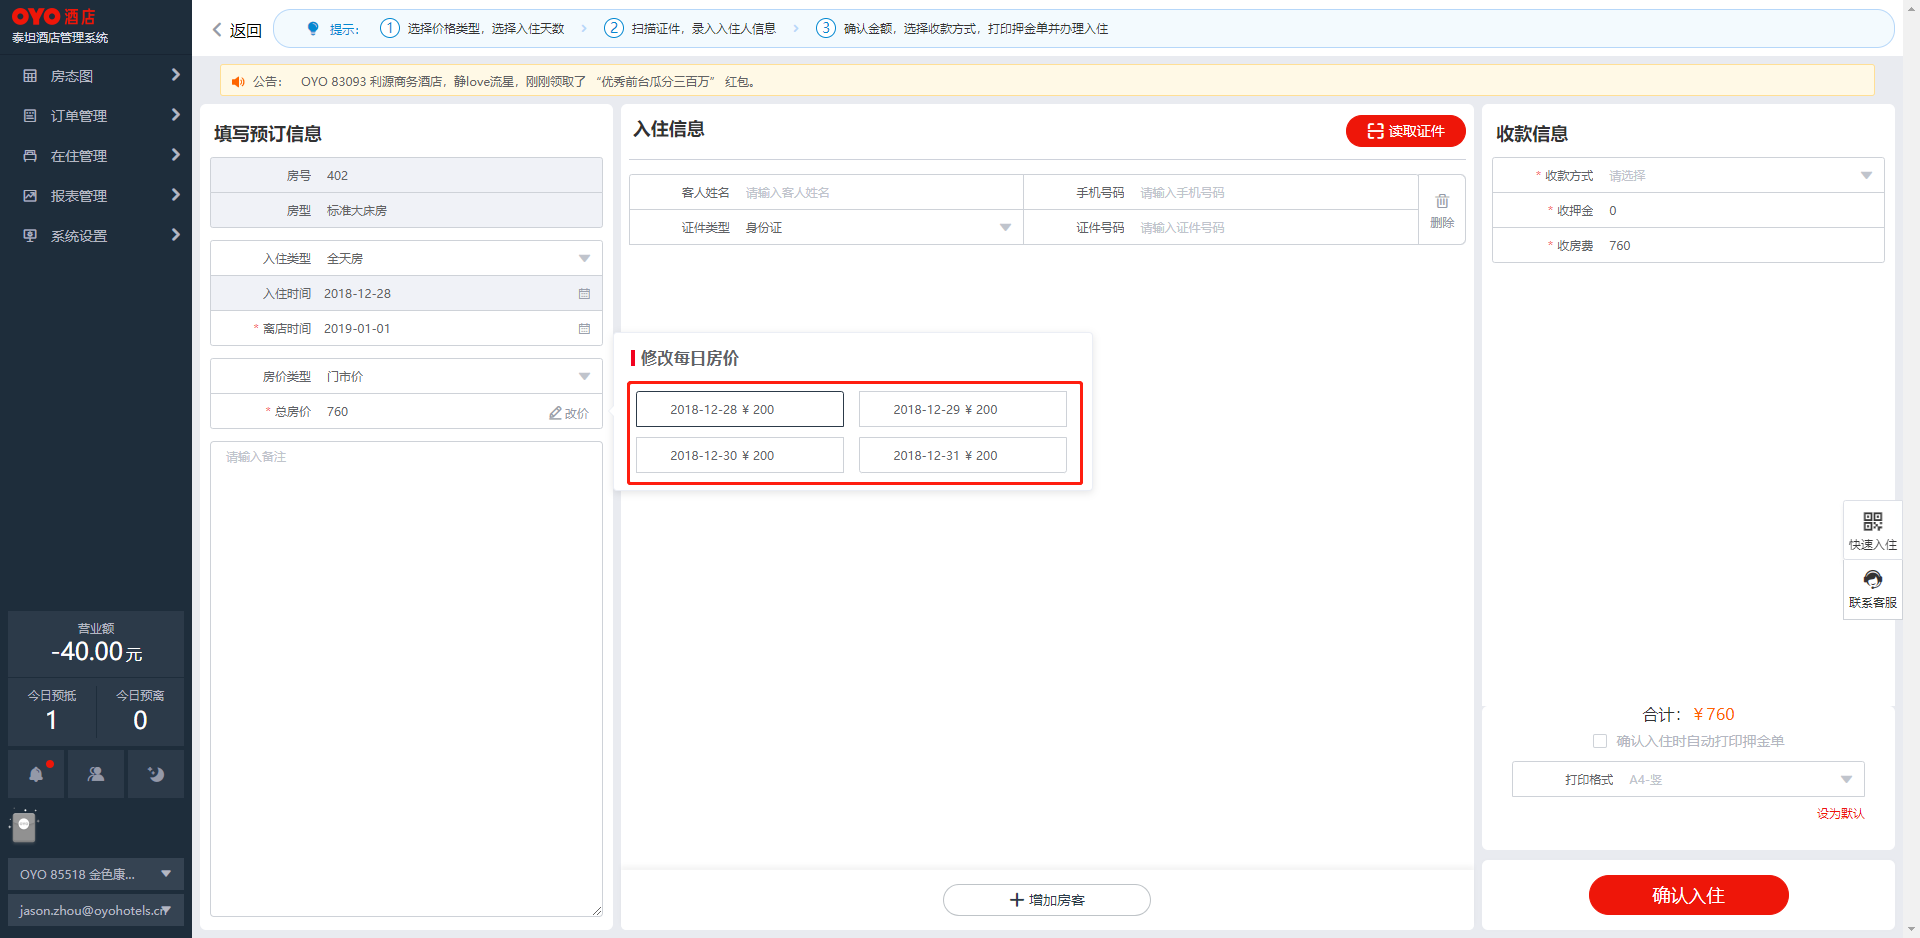 OYO 酒店
泰坦酒店管理系统
房态图
订单管理
在住管理
报表管理
系统设置
营业额
-40.00元
今日预抵
今日预离
1
0
OYO 85518 金色康...
jason.zhou@oyohotels.cn
返回
提示：
1 选择价格类型，选择入住天数
2 扫描证件，录入入住人信息
3 确认金额，选择收款方式，打印押金单并办理入住
公告： OYO 83093 利源商务酒店，静love流星，刚刚领取了 “优秀前台瓜分三百万” 红包。
填写预订信息
房号 402
房型 标准大床房
入住类型 全天房
入住时间 2018-12-28
* 离店时间 2019-01-01
房价类型 门市价
* 总房价 760 改价
请输入备注
入住信息
读取证件
客人姓名 请输入客人姓名
手机号码 请输入手机号码
证件类型 身份证
证件号码 请输入证件号码
删除
修改每日房价
2018-12-28 ¥ 200
2018-12-29 ¥ 200
2018-12-30 ¥ 200
2018-12-31 ¥ 200
+ 增加房客
收款信息
* 收款方式 请选择
* 收押金 0
* 收房费 760
快速入住
联系客服
合计：¥ 760
确认入住时自动打印押金单
打印格式 A4-竖
设为默认
确认入住